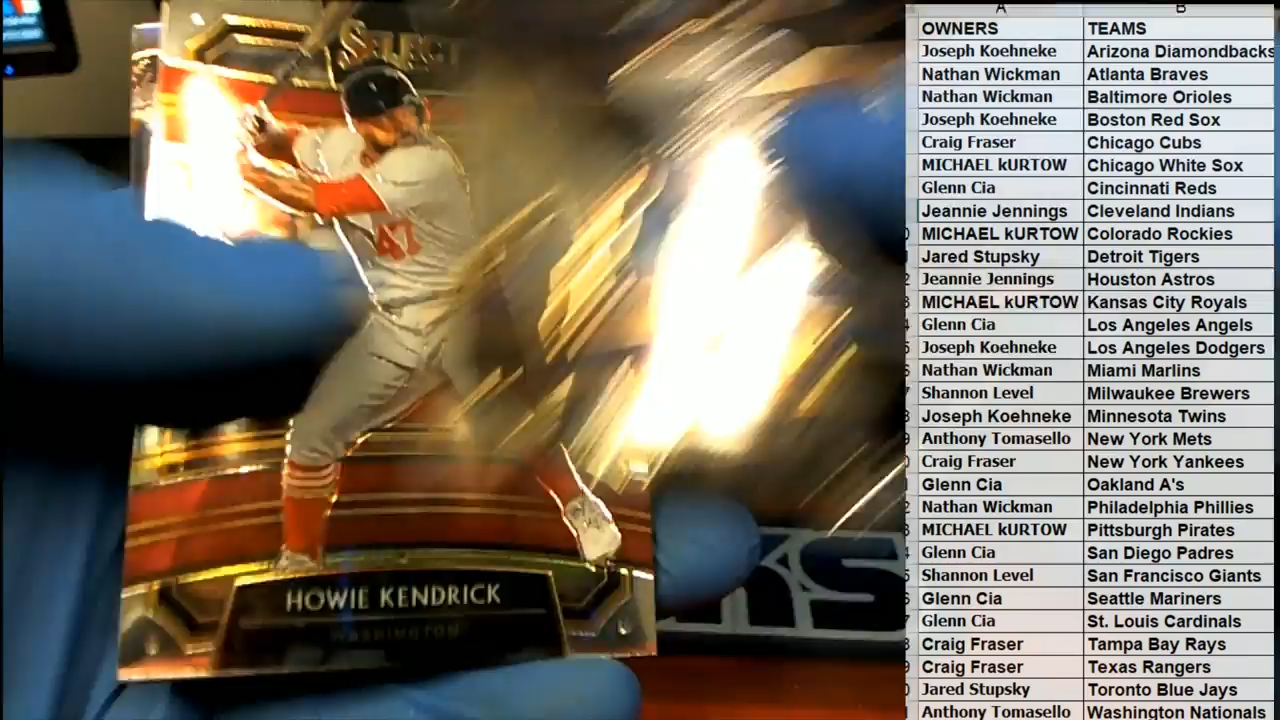 SELECT
47
HOWIE KENDRICK
WASHINGTON
A B
OWNERS TEAMS
Joseph Koehneke Arizona Diamondbacks
Nathan Wickman Atlanta Braves
Nathan Wickman Baltimore Orioles
Joseph Koehneke Boston Red Sox
Craig Fraser Chicago Cubs
MICHAEL kURTOW Chicago White Sox
Glenn Cia Cincinnati Reds
Jeannie Jennings Cleveland Indians
MICHAEL kURTOW Colorado Rockies
Jared Stupsky Detroit Tigers
Jeannie Jennings Houston Astros
MICHAEL kURTOW Kansas City Royals
Glenn Cia Los Angeles Angels
Joseph Koehneke Los Angeles Dodgers
Nathan Wickman Miami Marlins
Shannon Level Milwaukee Brewers
Joseph Koehneke Minnesota Twins
Anthony Tomasello New York Mets
Craig Fraser New York Yankees
Glenn Cia Oakland A's
Nathan Wickman Philadelphia Phillies
MICHAEL kURTOW Pittsburgh Pirates
Glenn Cia San Diego Padres
Shannon Level San Francisco Giants
Glenn Cia Seattle Mariners
Glenn Cia St. Louis Cardinals
Craig Fraser Tampa Bay Rays
Craig Fraser Texas Rangers
Jared Stupsky Toronto Blue Jays
Anthony Tomasello Washington Nationals